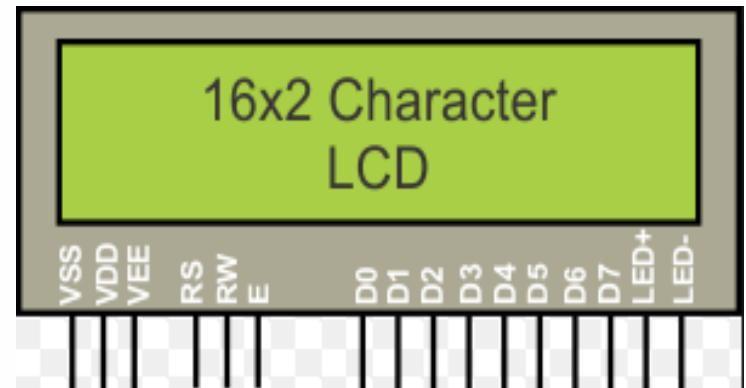 16x2 Character
LCD
VSS VDD VEE RS RW E D0 D1 D2 D3 D4 D5 D6 D7 LED+ LED-